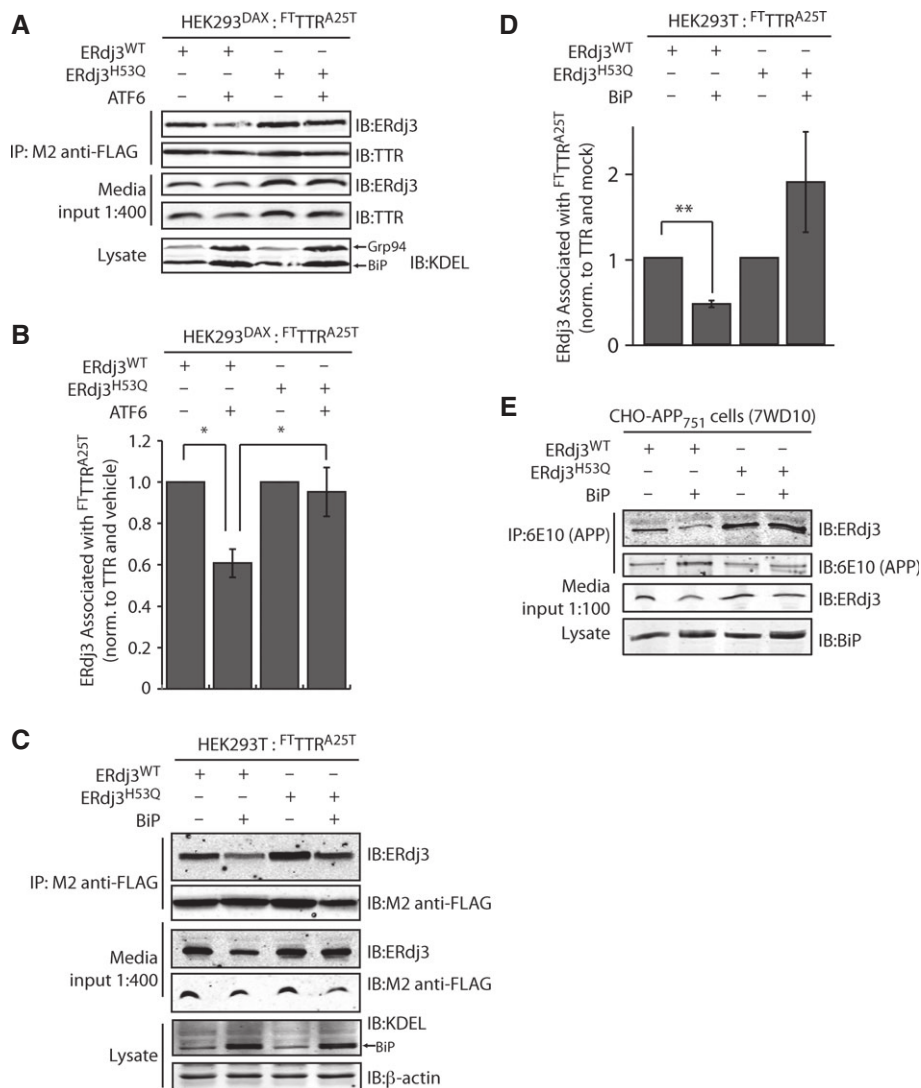 A
HEK293DAX : FTTTRA25T
ERdj3WT + + – –
ERdj3H53Q – – + +
ATF6 – + – +
IP: M2 anti-FLAG
IB:ERdj3
IB:TTR
Media
input 1:400
IB:ERdj3
IB:TTR
Lysate
Grp94
BiP
IB:KDEL
B
HEK293DAX : FTTTRA25T
ERdj3WT + + – –
ERdj3H53Q – – + +
ATF6 – + – +
ERdj3 Associated with FTTTRA25T
(norm. to TTR and vehicle)
1.2
1.0
0.8
0.6
0.4
0.2
0
* *
C
HEK293T : FTTTRA25T
ERdj3WT + + – –
ERdj3H53Q – – + +
BiP – + – +
IP: M2 anti-FLAG
IB:ERdj3
IB:M2 anti-FLAG
Media
input 1:400
IB:ERdj3
IB:M2 anti-FLAG
Lysate
IB:KDEL
BiP
IB:β-actin
D
HEK293T : FTTTRA25T
ERdj3WT + + – –
ERdj3H53Q – – + +
BiP – + – +
ERdj3 Associated with FTTTRA25T
(norm. to TTR and mock)
2
1
0
**
E
CHO-APP751 cells (7WD10)
ERdj3WT + + – –
ERdj3H53Q – – + +
BiP – + – +
IP:6E10 (APP)
IB:ERdj3
IB:6E10 (APP)
Media
input 1:100
IB:ERdj3
Lysate
IB:BiP